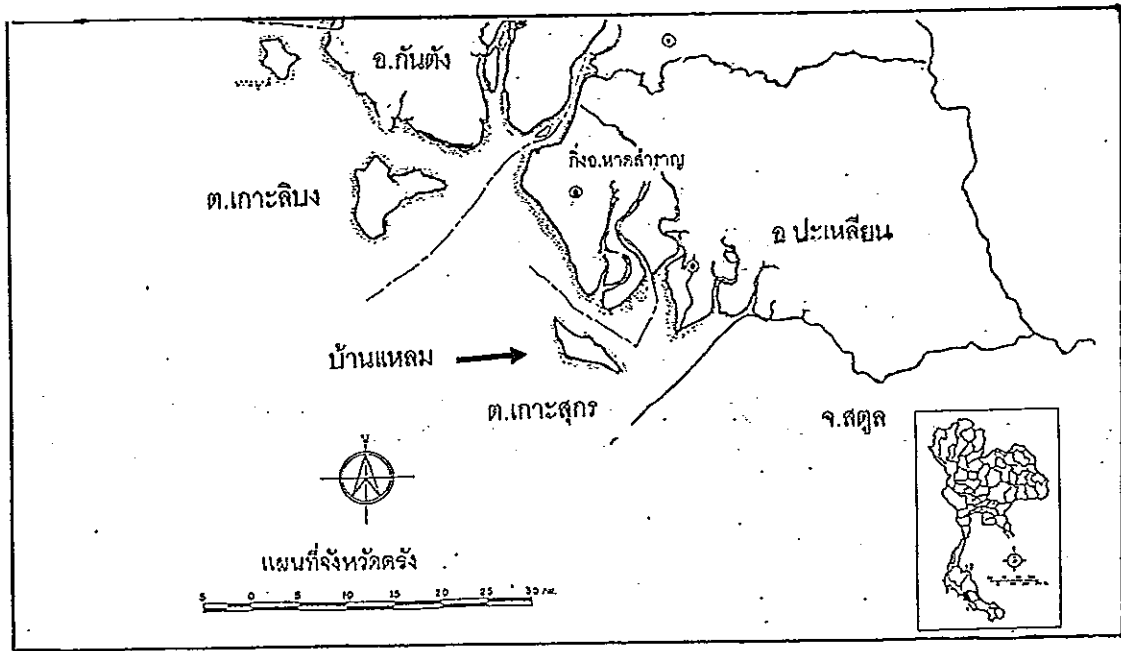 อ.กันตัง
กิ่งอ.หาดสำราญ
ต.เกาะลิบง
อ ปะเหลียน
บ้านแหลม
ต.เกาะสุกร
จ.สตูล
น
แผนที่จังหวัดตรัง
5 0 5 10 15 20 25 30 กม.